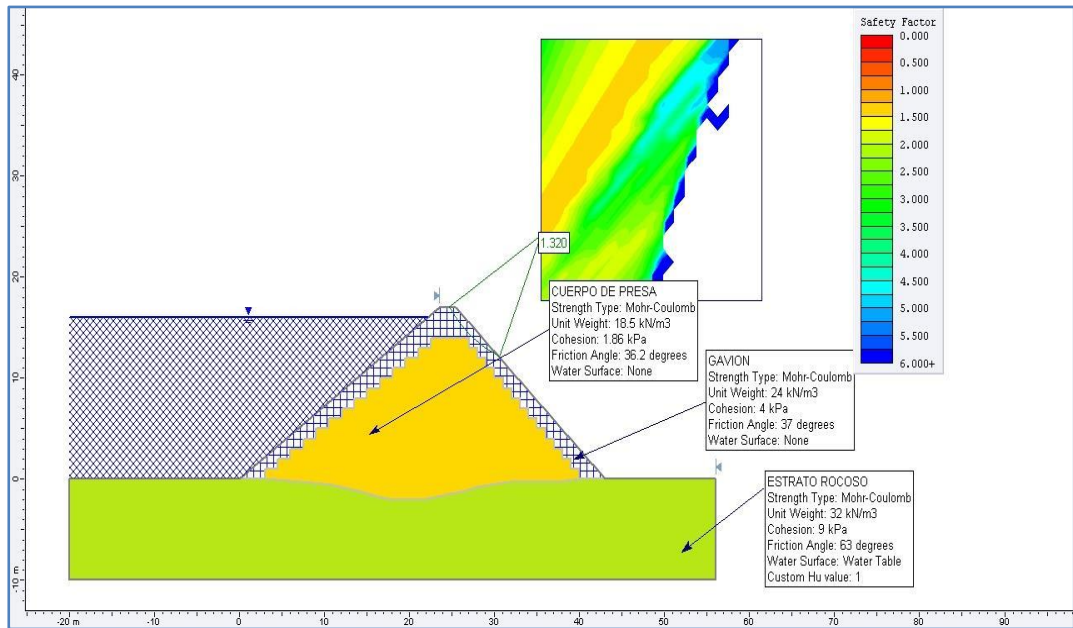 Safety Factor
0.000
0.500
1.000
1.500
2.000
2.500
3.000
3.500
4.000
4.500
5.000
5.500
6.000+
1.320
CUERPO DE PRESA
Strength Type: Mohr-Coulomb
Unit Weight: 18.5 kN/m3
Cohesion: 1.86 kPa
Friction Angle: 36.2 degrees
Water Surface: None
GAVION
Strength Type: Mohr-Coulomb
Unit Weight: 24 kN/m3
Cohesion: 4 kPa
Friction Angle: 37 degrees
Water Surface: None
ESTRATO ROCOSO
Strength Type: Mohr-Coulomb
Unit Weight: 32 kN/m3
Cohesion: 9 kPa
Friction Angle: 63 degrees
Water Surface: Water Table
Custom Hu value: 1
40
30
20
10
0
-10 m
-20 m
-10
0
10
20
30
40
50
60
70
80
90